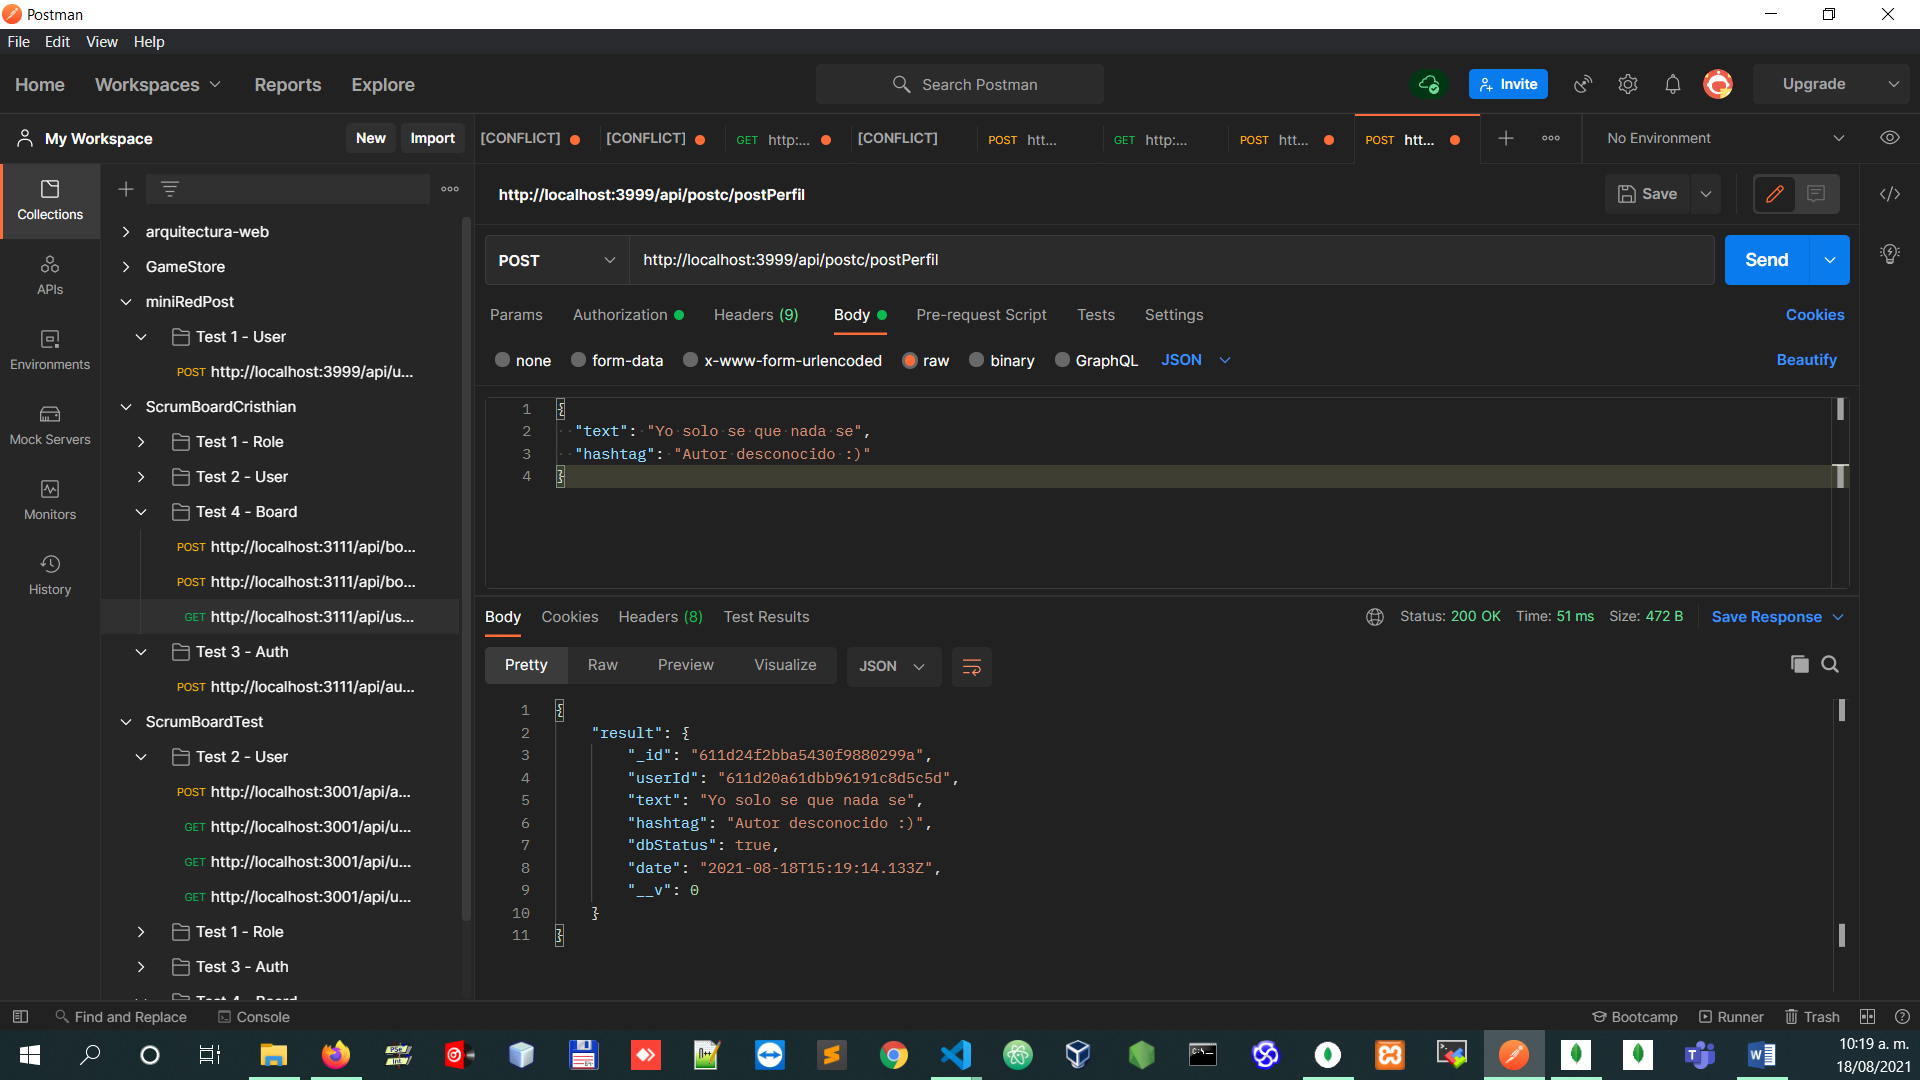 Postman
File Edit View Help
Home Workspaces Reports Explore Search Postman Invite Upgrade
My Workspace New Import [CONFLICT] [CONFLICT] GET http:... [CONFLICT] POST htt... GET http:... POST htt... POST htt... No Environment
http://localhost:3999/api/postc/postPerfil Save
Collections
APIs
Environments
Mock Servers
Monitors
History
arquitectura-web
GameStore
miniRedPost
Test 1 - User
POST http://localhost:3999/api/u...
ScrumBoardCristhian
Test 1 - Role
Test 2 - User
Test 4 - Board
POST http://localhost:3111/api/bo...
POST http://localhost:3111/api/bo...
GET http://localhost:3111/api/us...
Test 3 - Auth
POST http://localhost:3111/api/au...
ScrumBoardTest
Test 2 - User
POST http://localhost:3001/api/a...
GET http://localhost:3001/api/u...
GET http://localhost:3001/api/u...
GET http://localhost:3001/api/u...
Test 1 - Role
Test 3 - Auth
Test 4 - Board
POST http://localhost:3999/api/postc/postPerfil Send
Params Authorization Headers (9) Body Pre-request Script Tests Settings Cookies
none form-data x-www-form-urlencoded raw binary GraphQL JSON Beautify
1 {
2 "text": "Yo solo se que nada se",
3 "hashtag": "Autor desconocido :)"
4 }
Body Cookies Headers (8) Test Results Status: 200 OK Time: 51 ms Size: 472 B Save Response
Pretty Raw Preview Visualize JSON
1 {
2 "result": {
3 "_id": "611d24f2bba5430f9880299a",
4 "userId": "611d20a61dbb96191c8d5c5d",
5 "text": "Yo solo se que nada se",
6 "hashtag": "Autor desconocido :)",
7 "dbStatus": true,
8 "date": "2021-08-18T15:19:14.133Z",
9 "__v": 0
10 }
11 }
Find and Replace Console Bootcamp Runner Trash
10:19 a. m.
18/08/2021